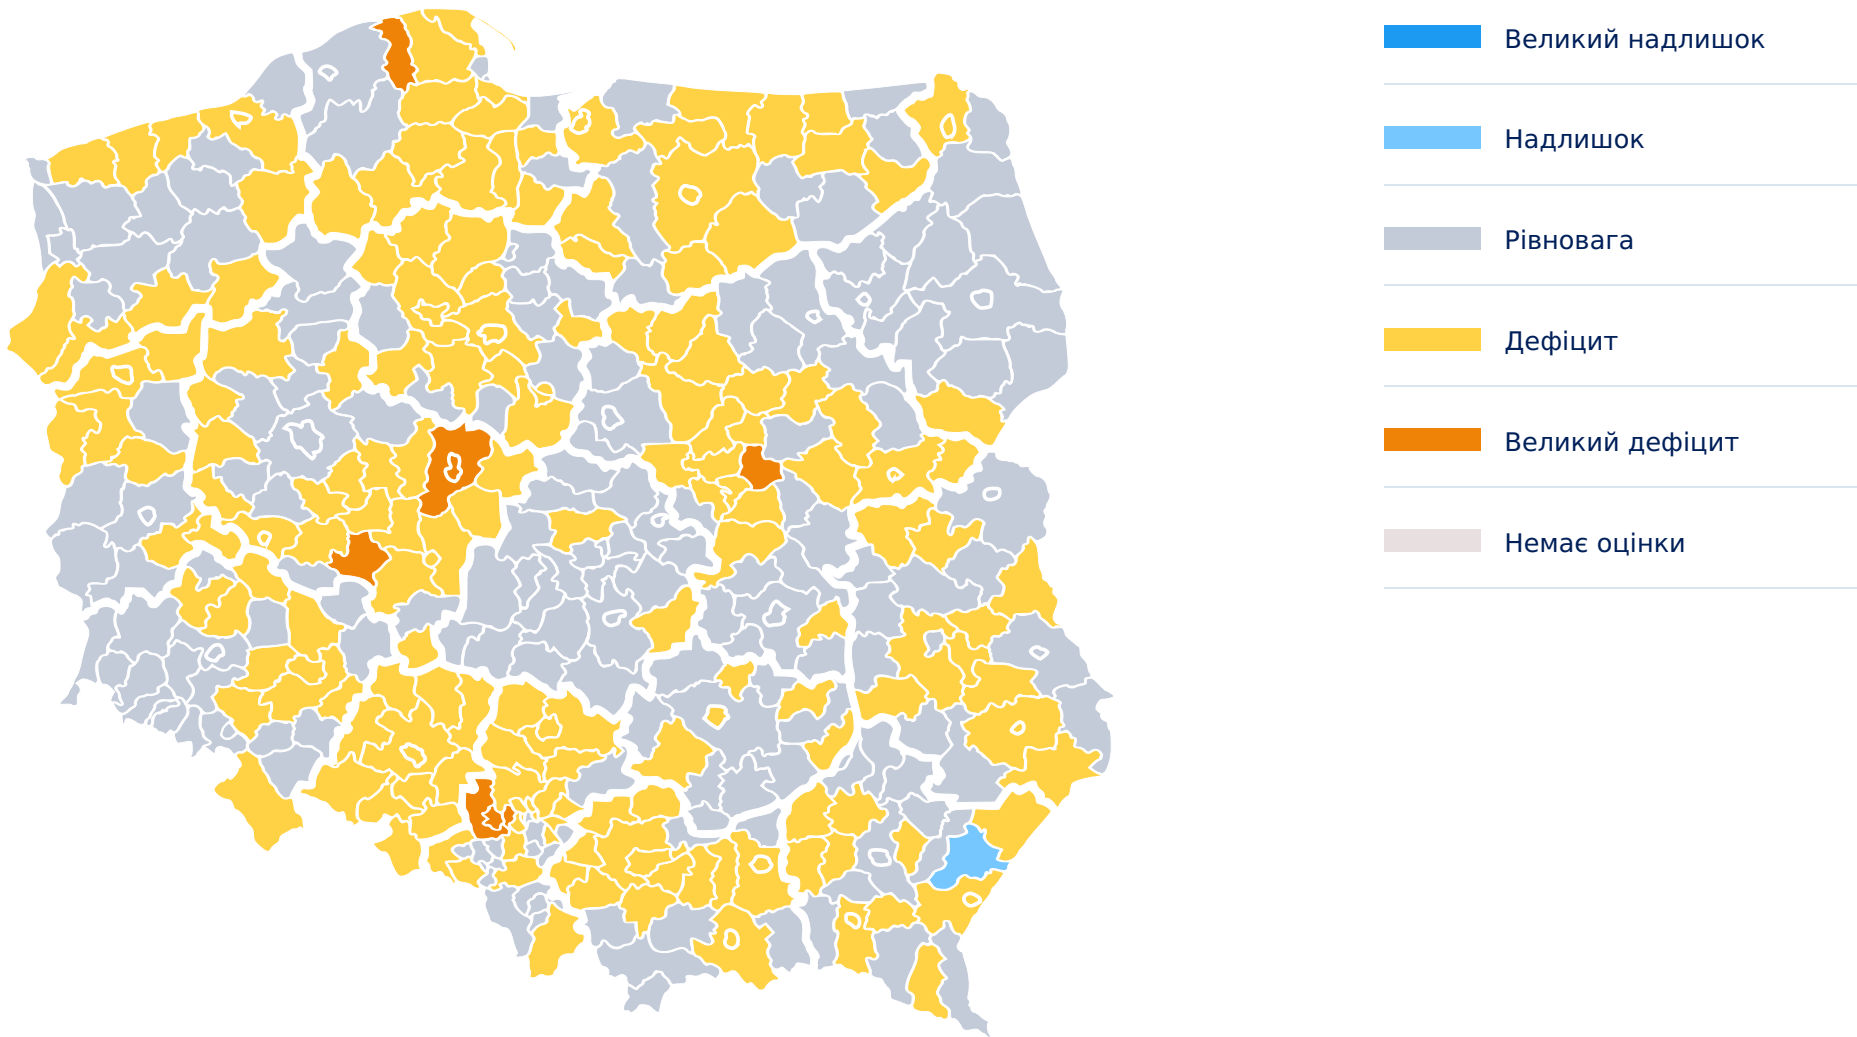 Великий надлишок
Надлишок
Рівновага
Дефіцит
Великий дефіцит
Немає оцінки